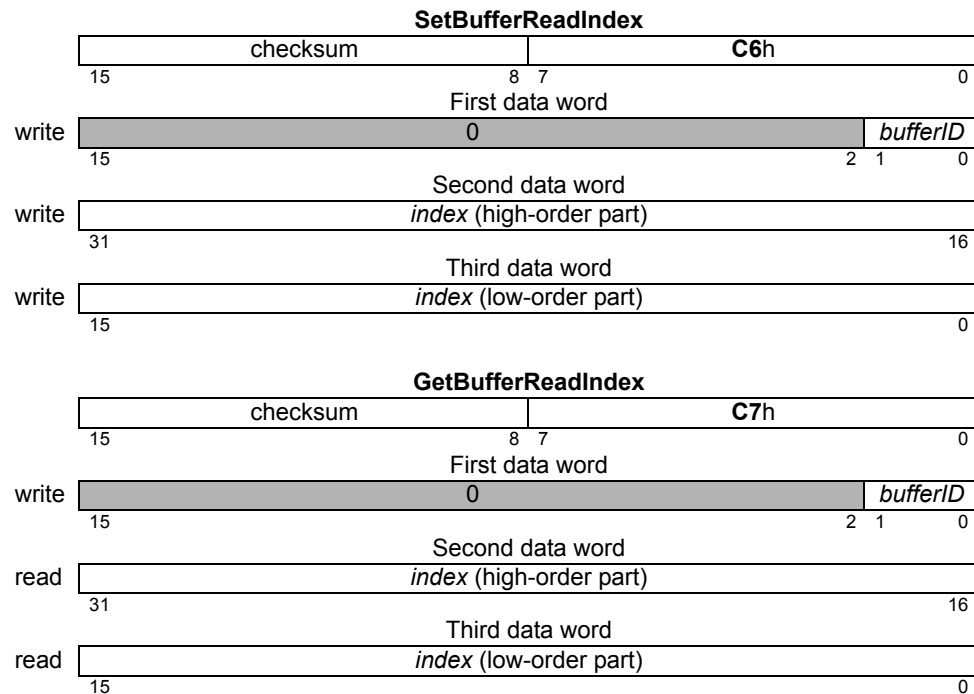 SetBufferReadIndex
checksum C6h
15 8 7 0
First data word
write 0 bufferID
15 2 1 0
Second data word
write index (high-order part)
31 16
Third data word
write index (low-order part)
15 0
GetBufferReadIndex
checksum C7h
15 8 7 0
First data word
write 0 bufferID
15 2 1 0
Second data word
read index (high-order part)
31 16
Third data word
read index (low-order part)
15 0